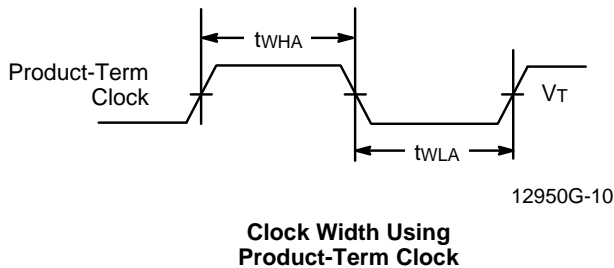 tWHA
Product-Term
Clock
VT
tWLA
12950G-10
Clock Width Using
Product-Term Clock